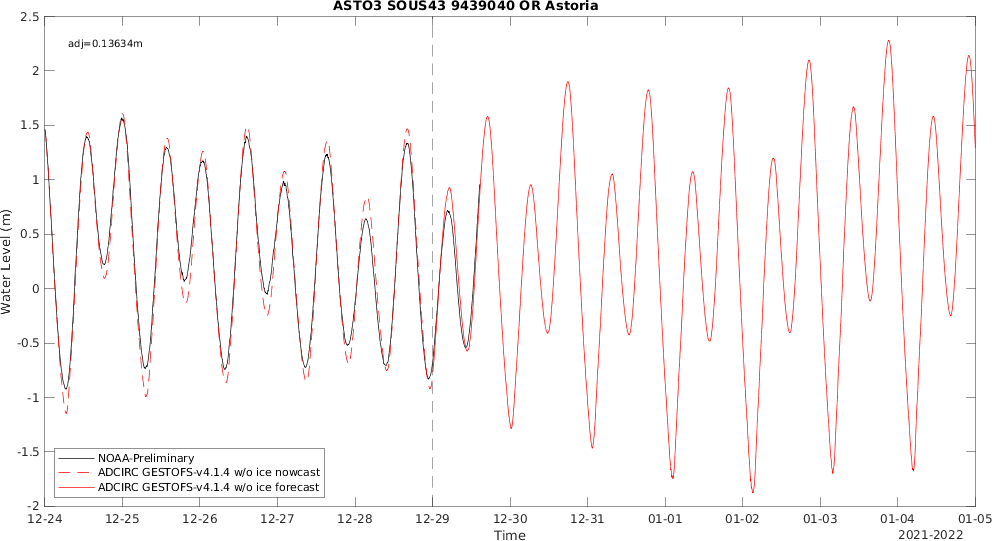 ASTO3 SOUS43 9439040 OR Astoria
adj=0.13634m
Water Level (m)
2.5
2
1.5
1
0.5
0
-0.5
-1
-1.5
-2
NOAA-Preliminary
ADCIRC GESTOFS-v4.1.4 w/o ice nowcast
ADCIRC GESTOFS-v4.1.4 w/o ice forecast
12-24 12-25 12-26 12-27 12-28 12-29 12-30 12-31 01-01 01-02 01-03 01-04 01-05
Time
2021-2022